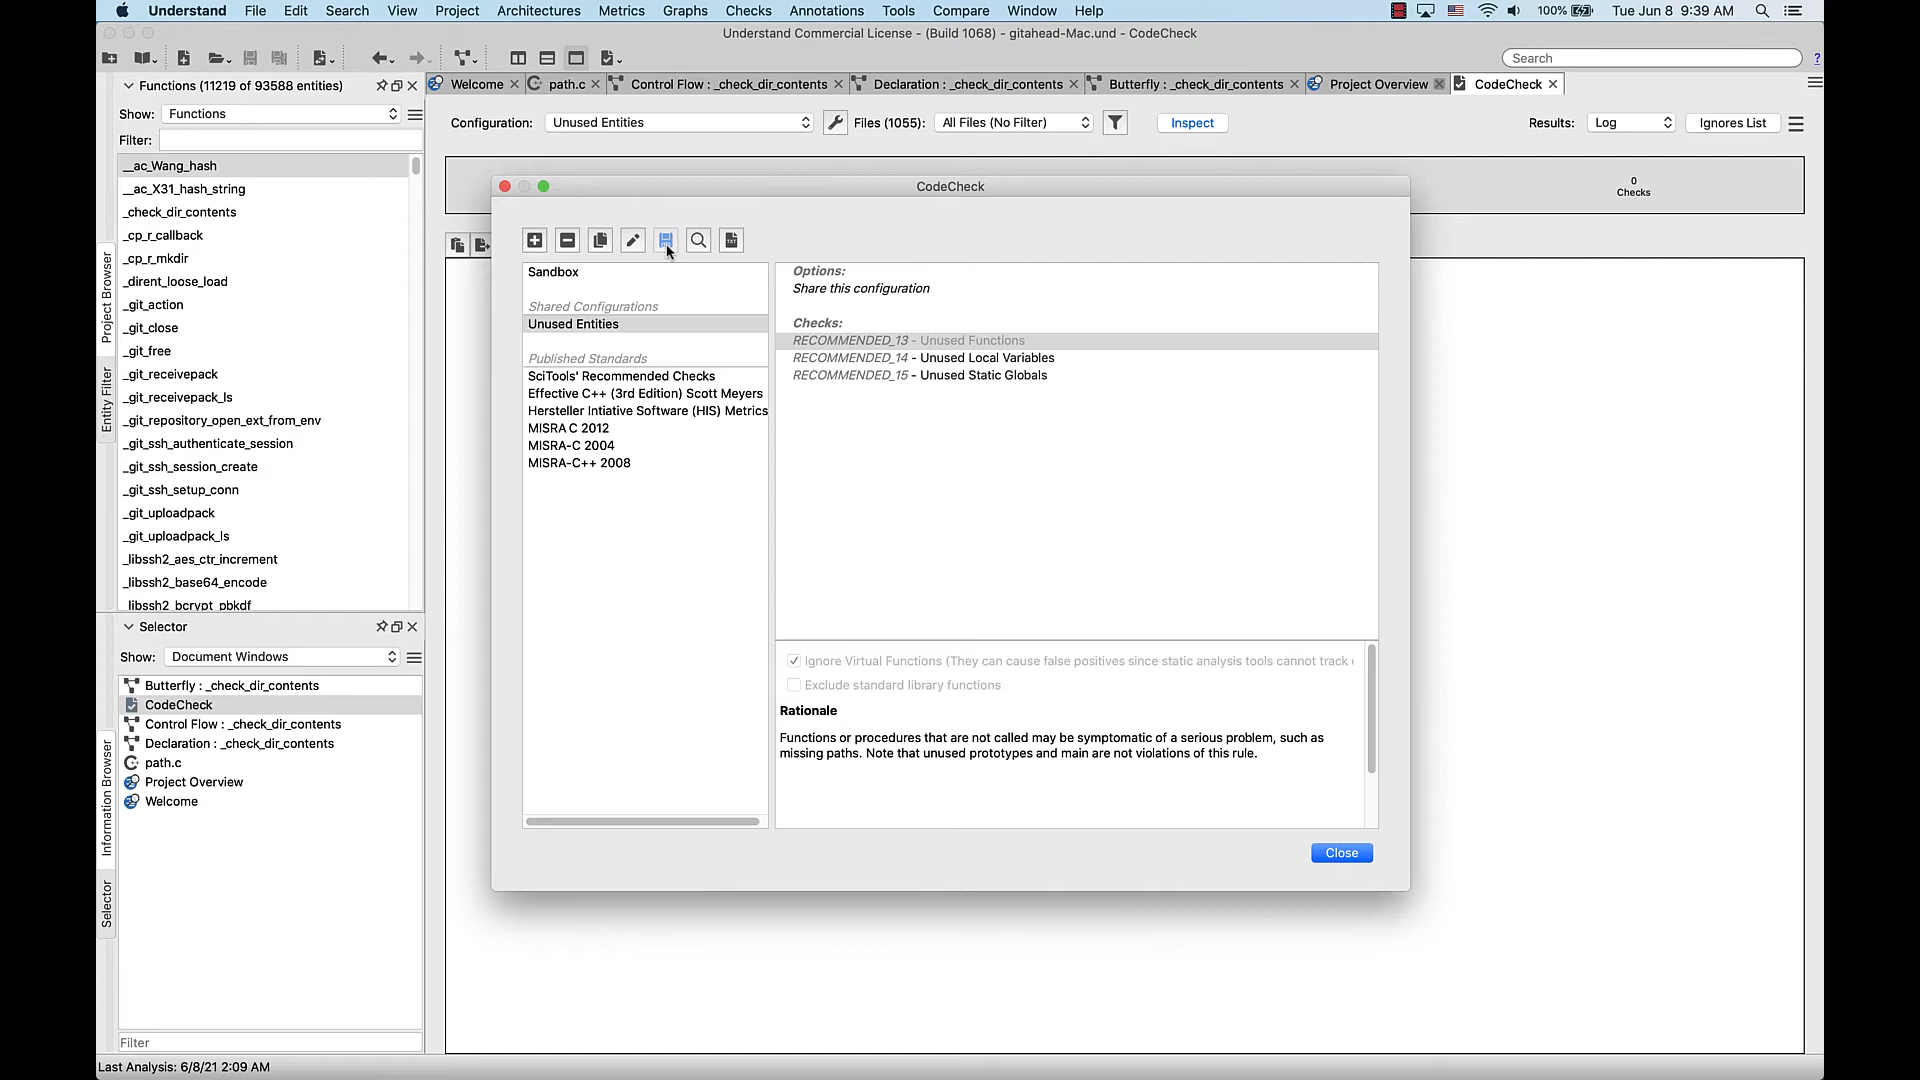 Understand File Edit Search View Project Architectures Metrics Graphs Checks Annotations Tools Compare Window Help 100% Tue Jun 8 9:39 AM
Understand Commercial License - (Build 1068) - gitahead-Mac.und - CodeCheck
Search ?
Functions (11219 of 93588 entities)
Welcome path.c Control Flow : _check_dir_contents Declaration : _check_dir_contents Butterfly : _check_dir_contents Project Overview CodeCheck
Show: Functions
Filter:
Configuration: Unused Entities Files (1055): All Files (No Filter) Inspect Results: Log Ignores List
0
Checks
Project Browser
Entity Filter
__ac_Wang_hash
__ac_X31_hash_string
_check_dir_contents
_cp_r_callback
_cp_r_mkdir
_dirent_loose_load
_git_action
_git_close
_git_free
_git_receivepack
_git_receivepack_ls
_git_repository_open_ext_from_env
_git_ssh_authenticate_session
_git_ssh_session_create
_git_ssh_setup_conn
_git_uploadpack
_git_uploadpack_ls
_libssh2_aes_ctr_increment
_libssh2_base64_encode
_libssh2_bcrypt_pbkdf
Selector
Show: Document Windows
Butterfly : _check_dir_contents
CodeCheck
Control Flow : _check_dir_contents
Declaration : _check_dir_contents
path.c
Project Overview
Welcome
Information Browser
Selector
Filter
Last Analysis: 6/8/21 2:09 AM
CodeCheck
TXT
Sandbox
Shared Configurations
Unused Entities
Published Standards
SciTools' Recommended Checks
Effective C++ (3rd Edition) Scott Meyers
Hersteller Intiative Software (HIS) Metrics
MISRA C 2012
MISRA-C 2004
MISRA-C++ 2008
Options:
Share this configuration
Checks:
RECOMMENDED_13 - Unused Functions
RECOMMENDED_14 - Unused Local Variables
RECOMMENDED_15 - Unused Static Globals
Ignore Virtual Functions (They can cause false positives since static analysis tools cannot track
Exclude standard library functions
Rationale
Functions or procedures that are not called may be symptomatic of a serious problem, such as
missing paths. Note that unused prototypes and main are not violations of this rule.
Close